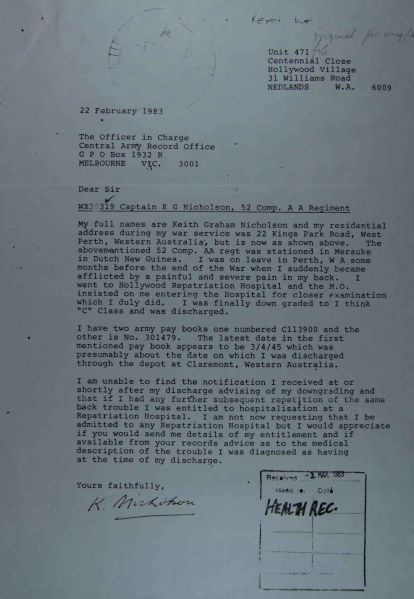 Unit 471
Centennial Close
Hollywood Village
31 Williams Road
NEDLANDS W.A. 6009
22 February 1983
The Officer in Charge
Central Army Record Office
G P O Box 1932 R
MELBOURNE VIC. 3001
Dear Sir
WX30319 Captain K G Nicholson, 52 Comp. A A Regiment
My full names are Keith Graham Nicholson and my residential
address during my war service was 22 Kings Park Road, West
Perth, Western Australia, but is now as shown above. The
abovementioned 52 Comp. AA regt was stationed in Merauke
in Dutch New Guinea. I was on leave in Perth, W A some
months before the end of the War when I suddenly became
afflicted by a painful and severe pain in my back. I
went to Hollywood Repatriation Hospital and the M.O.
insisted on me entering the Hospital for closer examination
which I duly did. I was finally down graded to I think
"C" Class and was discharged.
I have two army pay books one numbered C113900 and the
other is No. 301479. The latest date in the first
mentioned pay book appears to be 3/4/45 which was
presumably about the date on which I was discharged
through the depot at Claremont, Western Australia.
I am unable to find the notification I received at or
shortly after my discharge advising of my downgrading and
that if I had any further subsequent repetition of the same
back trouble I was entitled to hospitalisation at a
Repatriation Hospital. I am not now requesting that I be
admitted to any Repatriation Hospital but I would appreciate
if you would send me details of my entitlement and if
available from your records advice as to the medical
description of the trouble I was diagnosed as having
at the time of my discharge.
Yours faithfully,
K. Nicholson
Received -3 MAR 1983
HEALTH REC.